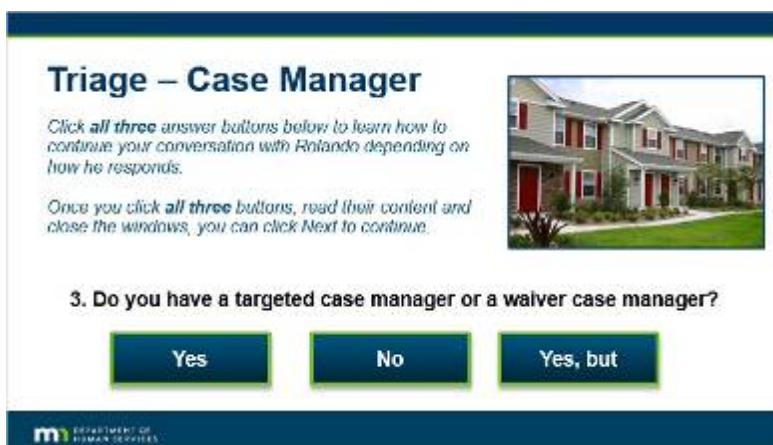 Triage – Case Manager
Click all three answer buttons below to learn how to
continue your conversation with Rolando depending on
how he responds.
Once you click all three buttons, read their content and
close the windows, you can click Next to continue.
3. Do you have a targeted case manager or a waiver case manager?
Yes
No
Yes, but
mn DEPARTMENT OF
HUMAN SERVICES